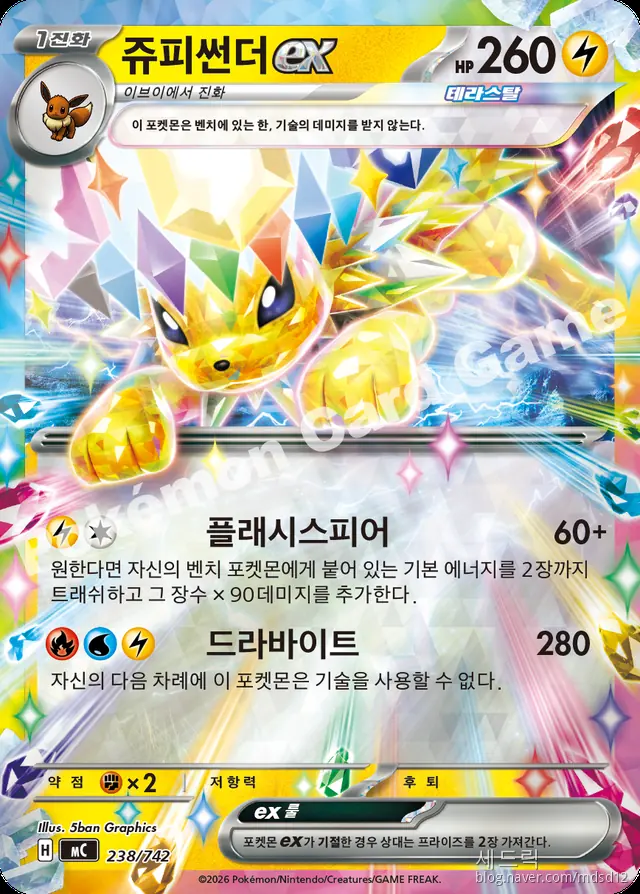 1진화
쥬피썬더ex
HP 260
이브이에서 진화
테라스탈
이 포켓몬은 벤치에 있는 한, 기술의 데미지를 받지 않는다.
Pokémon Card Game
플래시스피어 60+
원한다면 자신의 벤치 포켓몬에게 붙어 있는 기본 에너지를 2장까지
트래쉬하고 그 장수 × 90데미지를 추가한다.
드라바이트 280
자신의 다음 차례에 이 포켓몬은 기술을 사용할 수 없다.
약점 ×2 저항력 후퇴
ex룰
포켓몬 ex가 기절한 경우 상대는 프라이즈를 2장 가져간다.
Illus. 5ban Graphics
H MC 238/742
©2026 Pokémon/Nintendo/Creatures/GAME FREAK.
세드릭
blog.naver.com/mdsd12